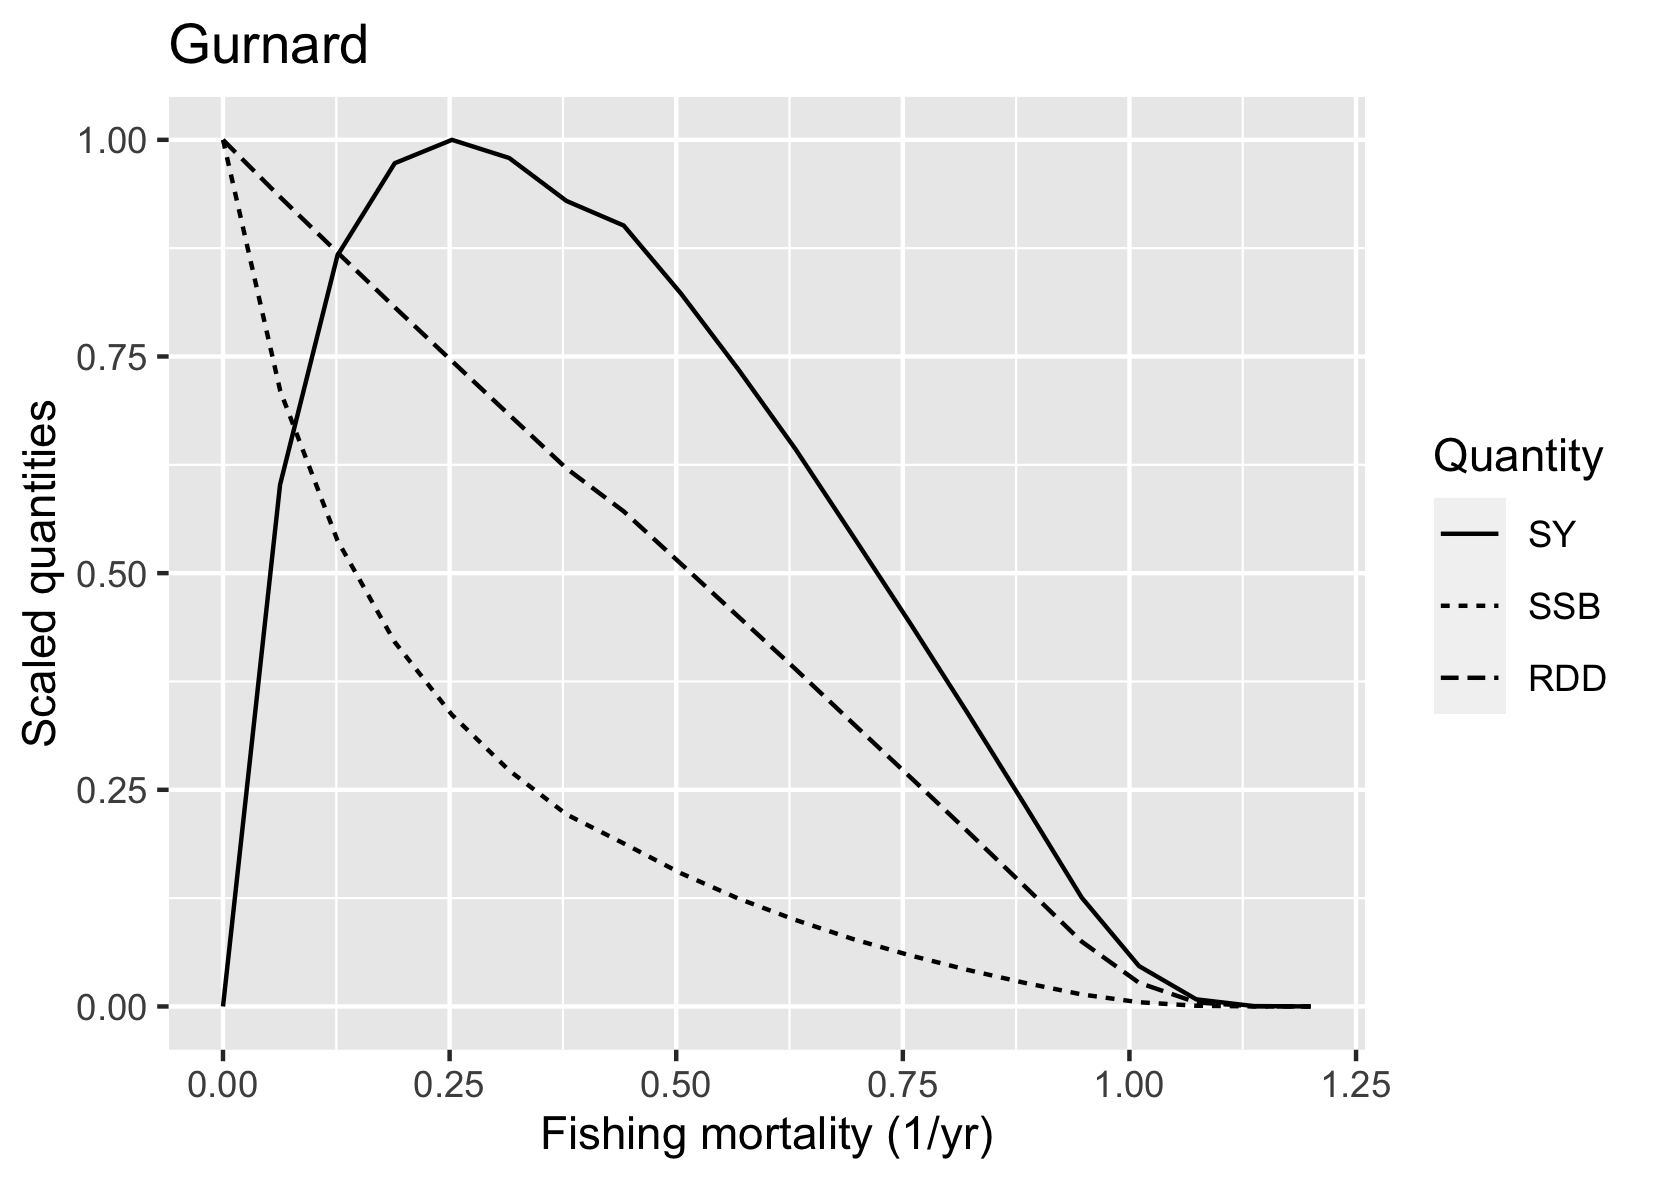 Gurnard
1.00
0.75
0.50
0.25
0.00
Scaled quantities
0.00 0.25 0.50 0.75 1.00 1.25
Fishing mortality (1/yr)
Quantity
SY
SSB
RDD